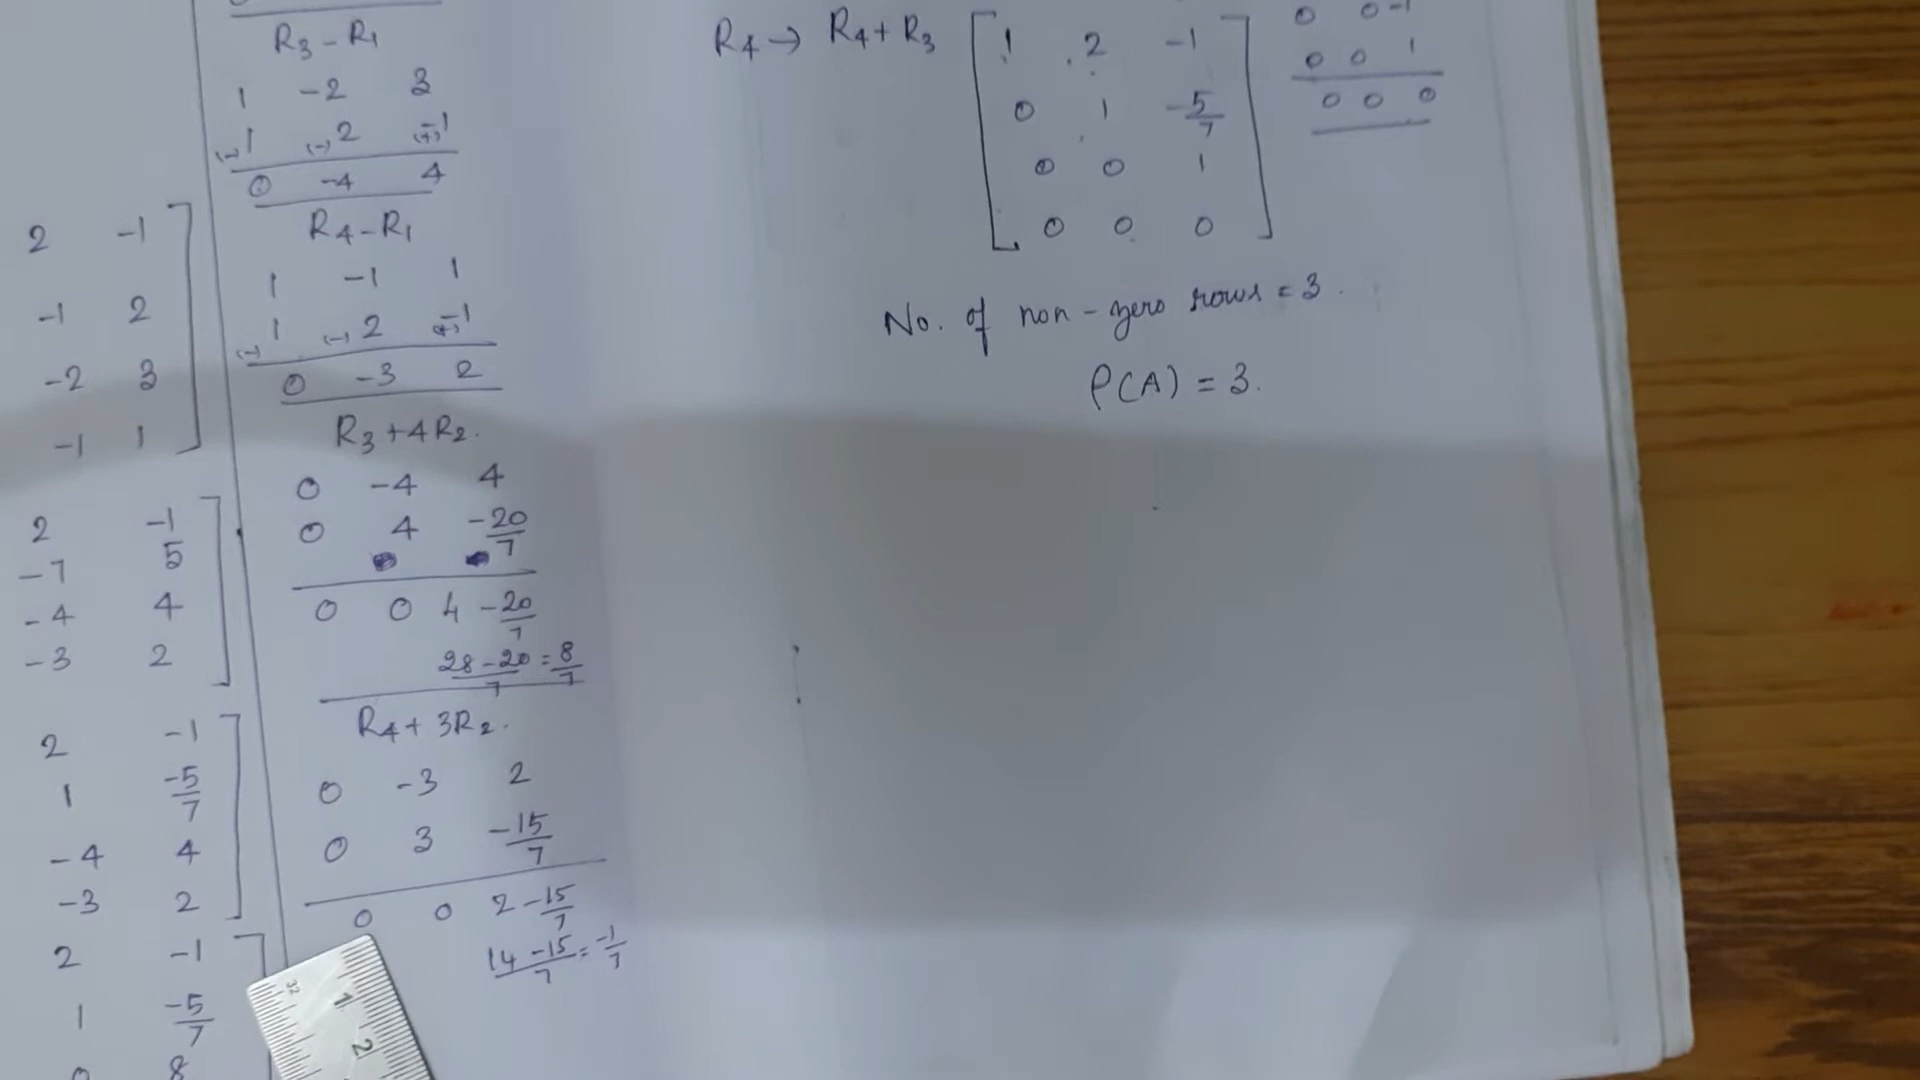 2 -1
-1 2
-2 3
-1 1
2 -1
-7 5
-4 4
-3 2
2 -1
1 -5/7
-4 4
-3 2
2 -1
1 -5/7
0 8
R3 - R1
1 -2 3
(-)1 (-)2 (+)-1
0 -4 4
R4 - R1
1 -1 1
(-)1 (-)2 (+)-1
0 -3 2
R3 + 4R2.
0 -4 4
0 4 -20/7
0 0 4 -20/7
28-20/7 = 8/7
R4 + 3R2.
0 -3 2
0 3 -15/7
0 0 2 -15/7
14-15/7 = -1/7
R4 → R4 + R3
1 2 -1
0 1 -5/7
0 0 1
0 0 0
0 0 -1
0 0 1
0 0 0
No. of non-zero rows = 3.
ρ(A) = 3.
32
1
2